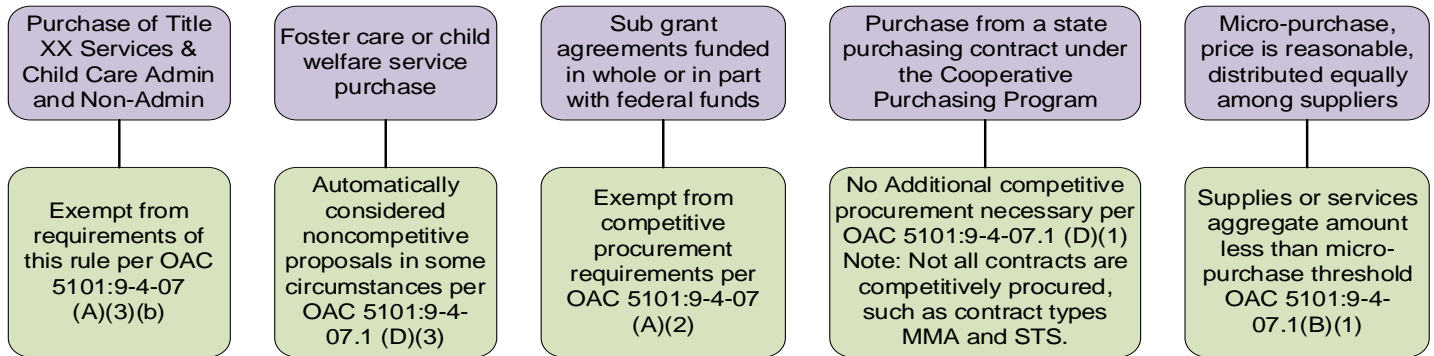 Purchase of Title
XX Services &
Child Care Admin
and Non-Admin
Foster care or child
welfare service
purchase
Sub grant
agreements funded
in whole or in part
with federal funds
Purchase from a state
purchasing contract under
the Cooperative
Purchasing Program
Micro-purchase,
price is reasonable,
distributed equally
among suppliers
Exempt from
requirements of
this rule per OAC
5101:9-4-07
(A)(3)(b)
Automatically
considered
noncompetitive
proposals in some
circumstances per
OAC 5101:9-4-
07.1 (D)(3)
Exempt from
competitive
procurement
requirements per
OAC 5101:9-4-07
(A)(2)
No Additional competitive
procurement necessary per
OAC 5101:9-4-07.1 (D)(1)
Note: Not all contracts are
competitively procured,
such as contract types
MMA and STS.
Supplies or services
aggregate amount
less than micro-
purchase threshold
OAC 5101:9-4-
07.1(B)(1)